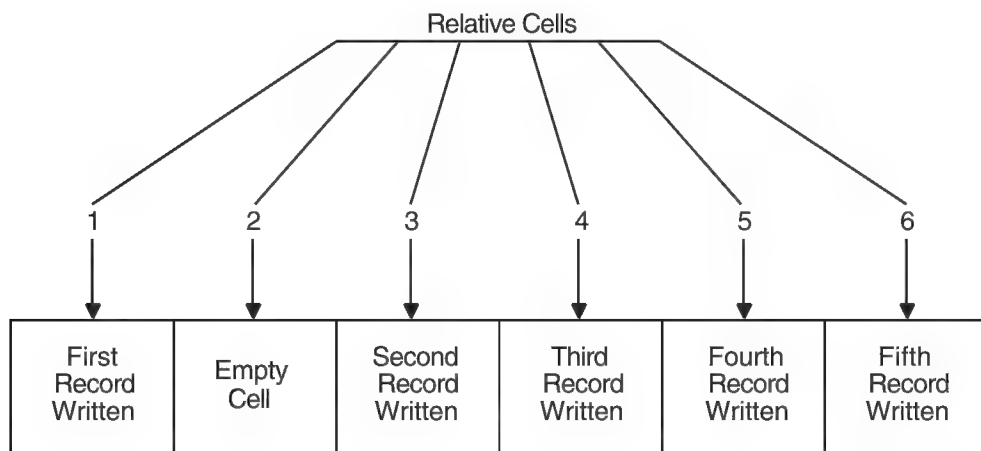 Relative Cells
1 2 3 4 5 6
First
Record
Written
Empty
Cell
Second
Record
Written
Third
Record
Written
Fourth
Record
Written
Fifth
Record
Written